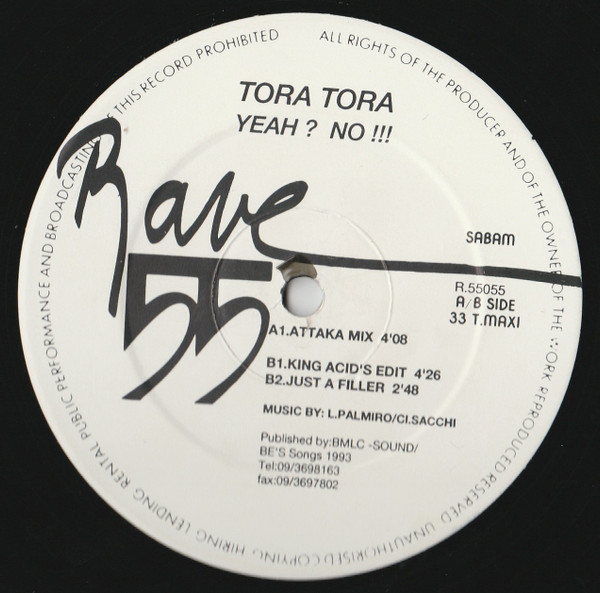 ALL RIGHTS OF THE PRODUCER AND OF THE OWNER OF THE WORK REPRODUCED RESERVED UNAUTHORISED COPYING HIRING LENDING RENTAL PUBLIC PERFORMANCE AND BROADCASTING OF THIS RECORD PROHIBITED
TORA TORA
YEAH ? NO !!!
Rave
55
SABAM
R.55055
A/B SIDE
33 T.MAXI
A1.ATTAKA MIX 4'08
B1.KING ACID'S EDIT 4'26
B2.JUST A FILLER 2'48
MUSIC BY: L.PALMIRO/CI.SACCHI
Published by:BMLC -SOUND/
BE'S Songs 1993
Tel:09/3698163
fax:09/3697802